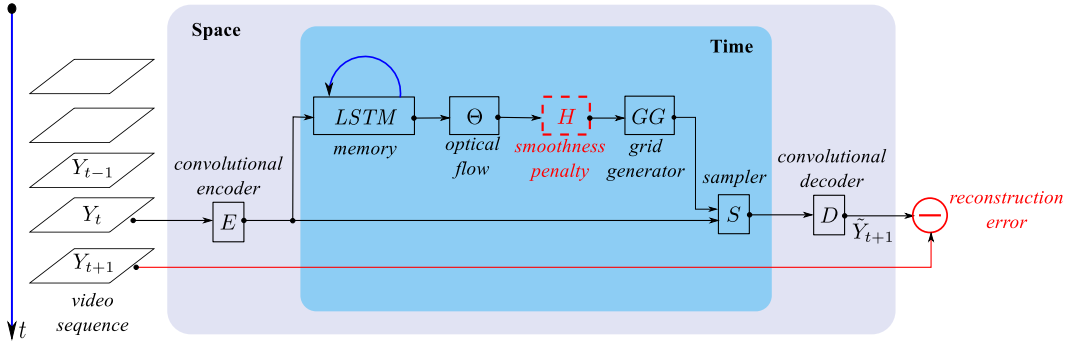 Space
Time
LSTM
memory
Θ
optical
flow
H
smoothness
penalty
GG
grid
generator
Y_{t-1}
Y_t
Y_{t+1}
video
sequence
t
convolutional
encoder
E
sampler
S
convolutional
decoder
D
Ỹ_{t+1}
reconstruction
error